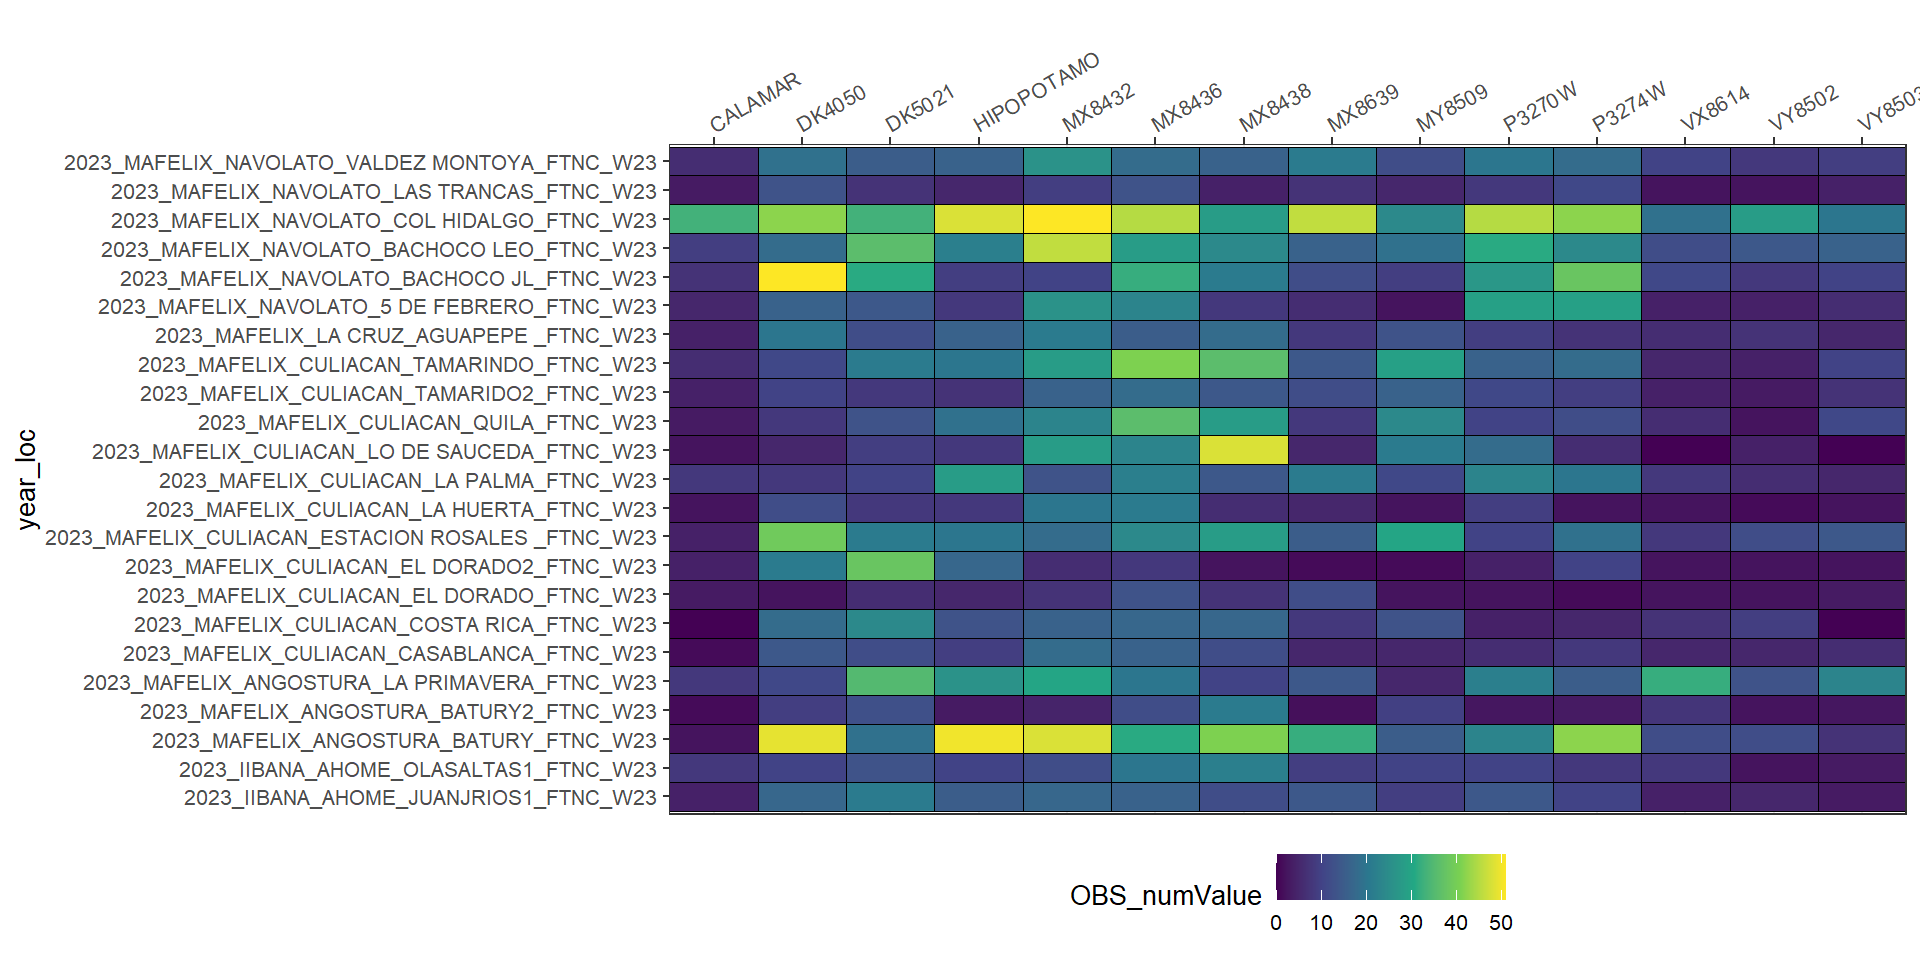 CALAMAR DK4050 DK5021 HIPOPOTAMO MX8432 MX8436 MX8438 MX8639 MY8509 P3270W P3274W VX8614 VY8502 VY8503
year_loc
2023_MAFELIX_NAVOLATO_VALDEZ MONTOYA_FTNC_W23
2023_MAFELIX_NAVOLATO_LAS TRANCAS_FTNC_W23
2023_MAFELIX_NAVOLATO_COL HIDALGO_FTNC_W23
2023_MAFELIX_NAVOLATO_BACHOCO LEO_FTNC_W23
2023_MAFELIX_NAVOLATO_BACHOCO JL_FTNC_W23
2023_MAFELIX_NAVOLATO_5 DE FEBRERO_FTNC_W23
2023_MAFELIX_LA CRUZ_AGUAPEPE _FTNC_W23
2023_MAFELIX_CULIACAN_TAMARINDO_FTNC_W23
2023_MAFELIX_CULIACAN_TAMARIDO2_FTNC_W23
2023_MAFELIX_CULIACAN_QUILA_FTNC_W23
2023_MAFELIX_CULIACAN_LO DE SAUCEDA_FTNC_W23
2023_MAFELIX_CULIACAN_LA PALMA_FTNC_W23
2023_MAFELIX_CULIACAN_LA HUERTA_FTNC_W23
2023_MAFELIX_CULIACAN_ESTACION ROSALES _FTNC_W23
2023_MAFELIX_CULIACAN_EL DORADO2_FTNC_W23
2023_MAFELIX_CULIACAN_EL DORADO_FTNC_W23
2023_MAFELIX_CULIACAN_COSTA RICA_FTNC_W23
2023_MAFELIX_CULIACAN_CASABLANCA_FTNC_W23
2023_MAFELIX_ANGOSTURA_LA PRIMAVERA_FTNC_W23
2023_MAFELIX_ANGOSTURA_BATURY2_FTNC_W23
2023_MAFELIX_ANGOSTURA_BATURY_FTNC_W23
2023_IIBANA_AHOME_OLASALTAS1_FTNC_W23
2023_IIBANA_AHOME_JUANJRIOS1_FTNC_W23
OBS_numValue
0 10 20 30 40 50